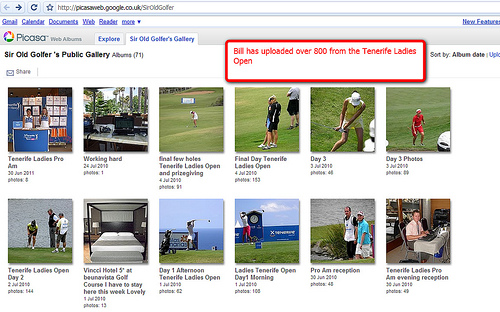 http://picasaweb.google.co.uk/SirOldGolfer
Gmail Calendar Documents Web Reader more ▼ New Features
Picasa Web Albums Explore Sir Old Golfer's Gallery
Sir Old Golfer 's Public Gallery Albums (71)
Bill has uploaded over 800 from the Tenerife Ladies
Open
Sort by: Album date | Uplo
Share
Tenerife Ladies Pro
Am
30 Jun 2011
photos: 8
Working hard
24 Jul 2010
photos: 1
final few holes
Tenerife Ladies Open
and prizegiving
4 Jul 2010
photos: 91
Final Day Tenerife
Ladies Open
4 Jul 2010
photos: 153
Day 3
3 Jul 2010
photos: 46
Day 3 Photos
3 Jul 2010
photos: 89
Tenerife Ladies Open
Day 2
2 Jul 2010
photos: 144
Vincci Hotel 5* at
beunavista Golf
Course I have to stay
here this week Lovely
1 Jul 2010
photos: 13
Day 1 Afternoon
Tenerife Ladies Open
1 Jul 2010
photos: 62
Ladies Tenerife Open
Day1 Morning
1 Jul 2010
photos: 105
Pro Am reception
30 Jun 2010
photos: 48
Tenerife Ladies Pro
Am evening reception
30 Jun 2010
photos: 49